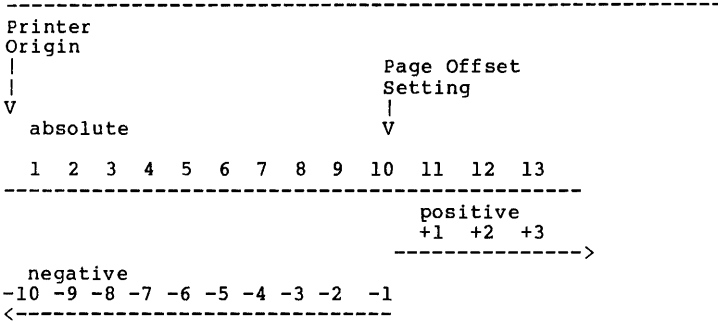 ------------------------------------------------------------
Printer
Origin
|                              Page Offset
|                              Setting
V                              |
  absolute                     V
  1  2  3  4  5  6  7  8  9  10  11  12  13
-------------------------------------------------
                                 positive
                                 +1  +2  +3
                               --------------->
  negative
-10 -9 -8 -7 -6 -5 -4 -3 -2  -1
<-------------------------------